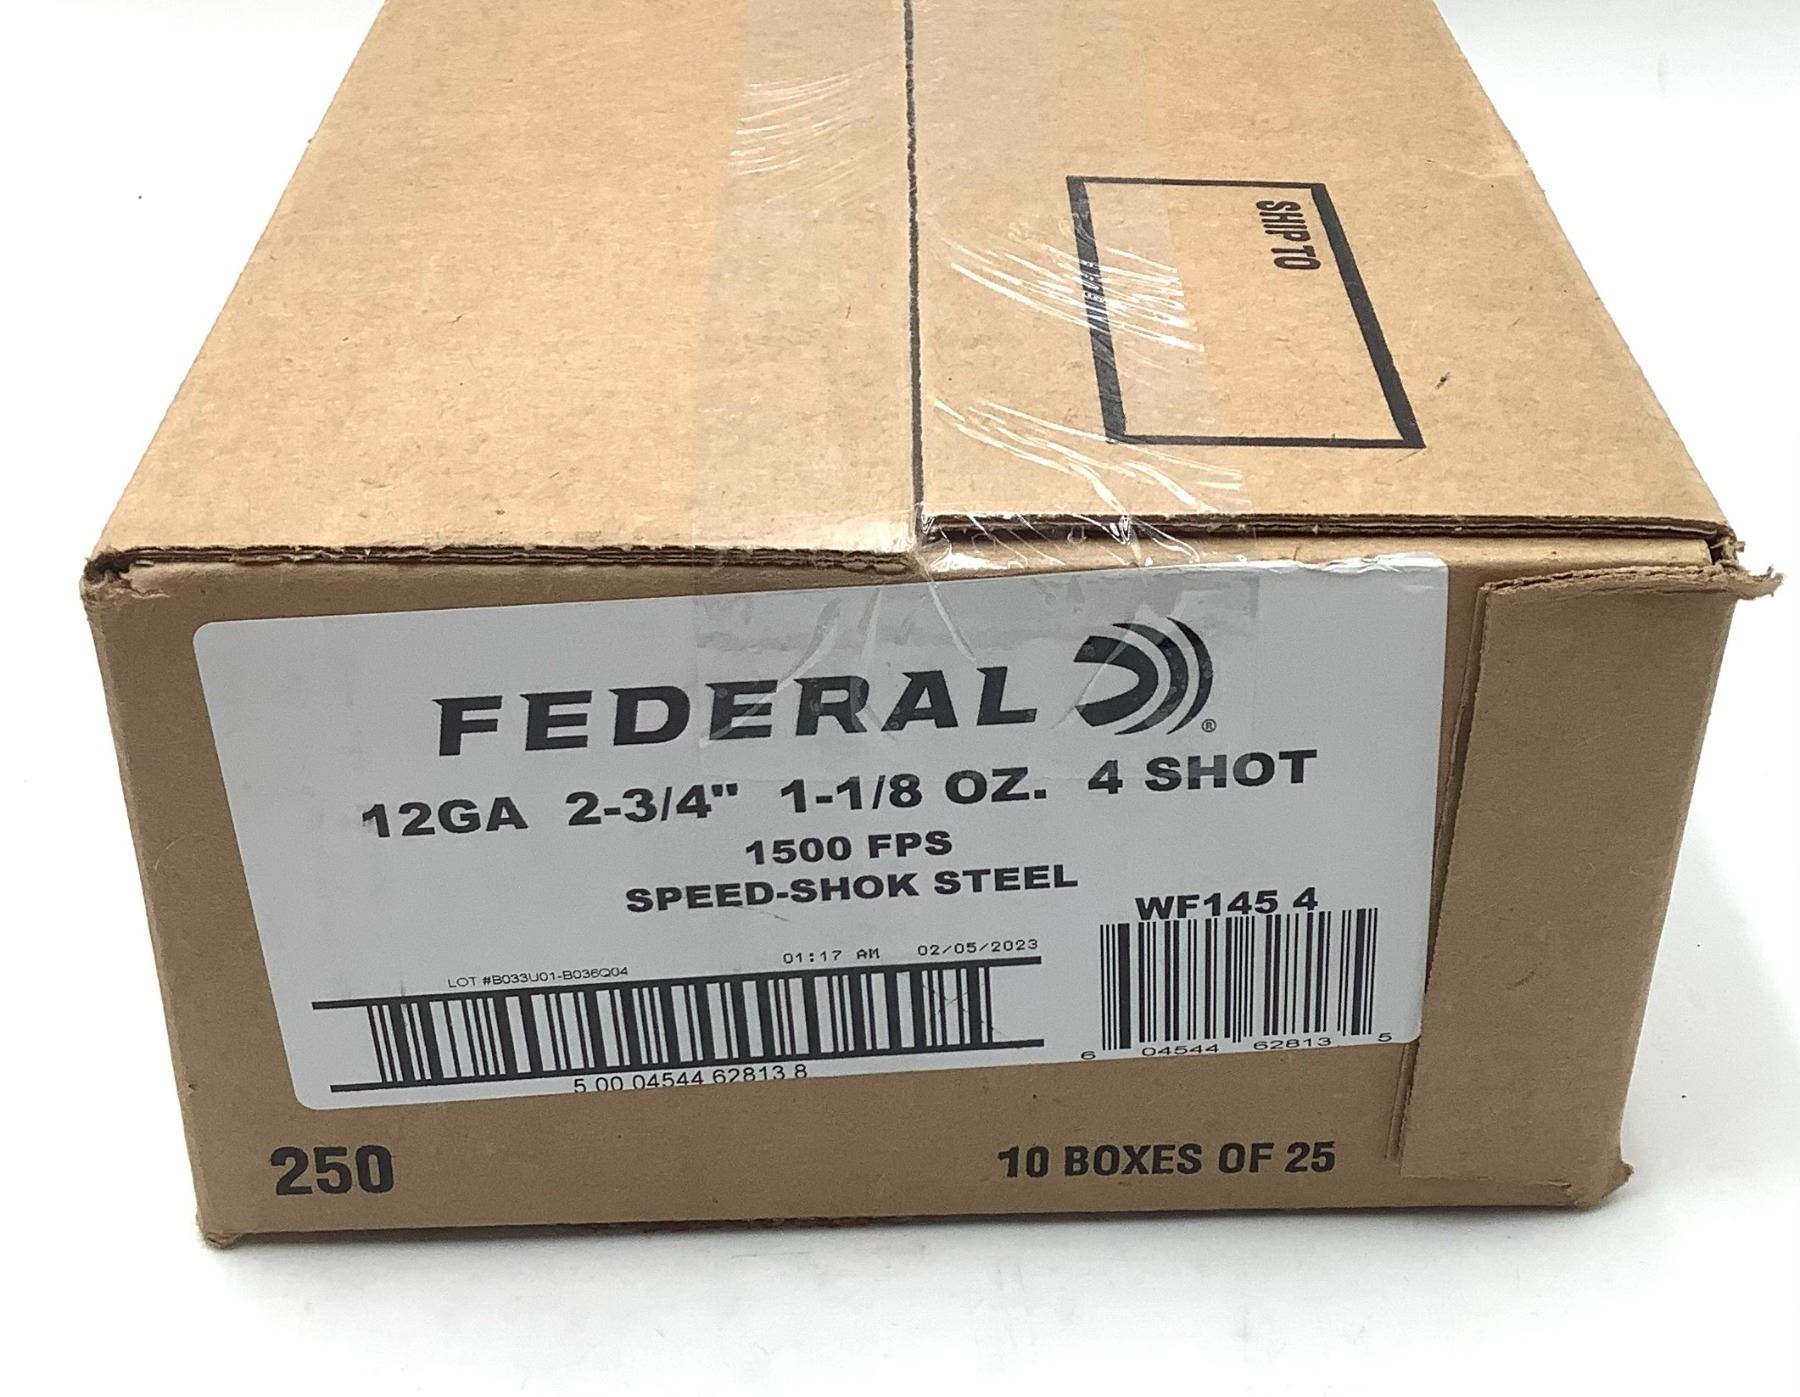 SHIP TO
FEDERAL ®
12GA 2-3/4" 1-1/8 OZ. 4 SHOT
1500 FPS
SPEED-SHOK STEEL
WF145 4
01:17 AM 02/05/2023
LOT #B033U01-B036Q04
5 00 04544 62813 8
6 04544 62813 5
250
10 BOXES OF 25